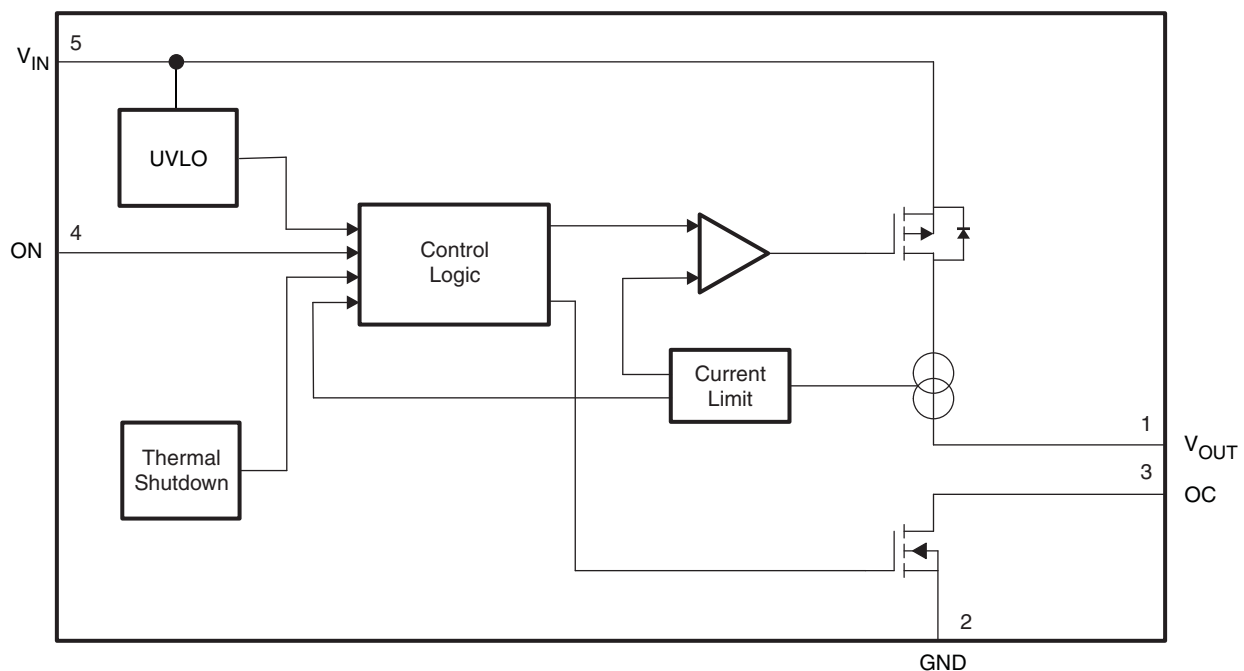 5
V_IN
UVLO
4
ON
Control
Logic
Current
Limit
1
V_OUT
Thermal
Shutdown
3
OC
2
GND